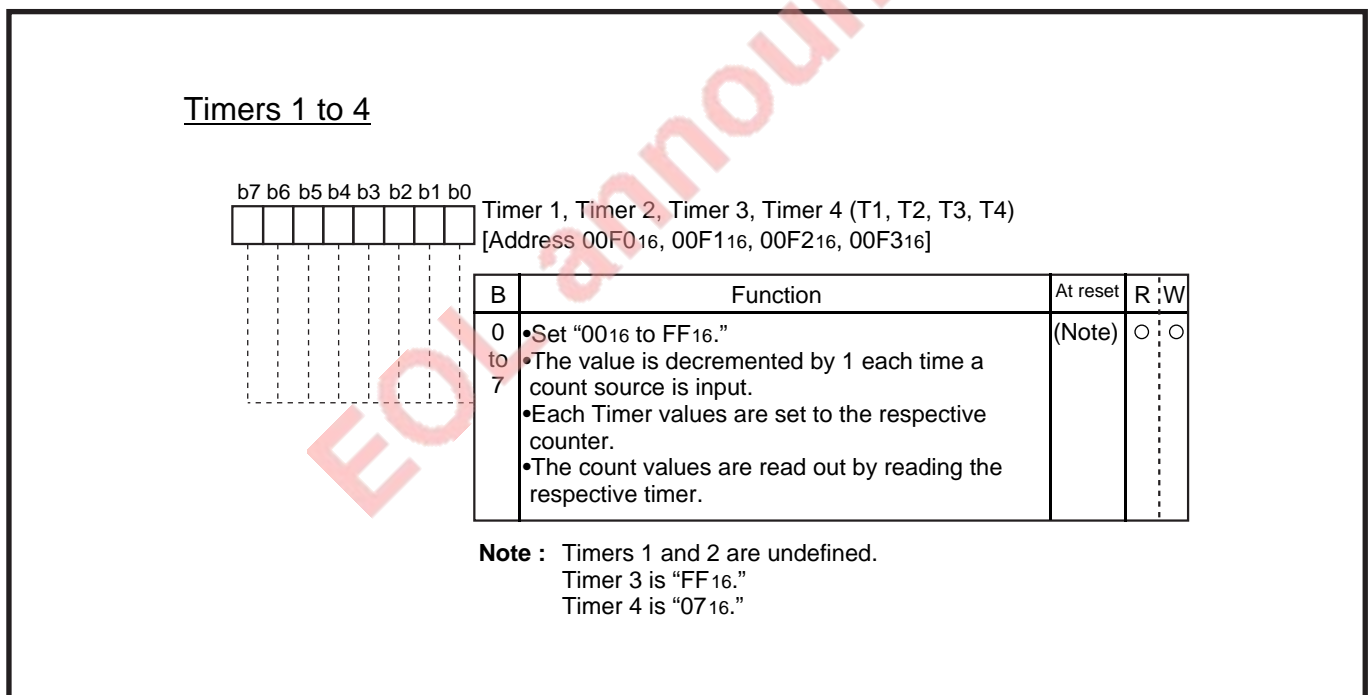 Timers 1 to 4
b7 b6 b5 b4 b3 b2 b1 b0
Timer 1, Timer 2, Timer 3, Timer 4 (T1, T2, T3, T4)
[Address 00F016, 00F116, 00F216, 00F316]
B Function At reset R W
0 •Set “0016 to FF16.” (Note) ○ ○
to •The value is decremented by 1 each time a
7 count source is input.
•Each Timer values are set to the respective
counter.
•The count values are read out by reading the
respective timer.
Note : Timers 1 and 2 are undefined.
Timer 3 is “FF16.”
Timer 4 is “0716.”
EOL announ